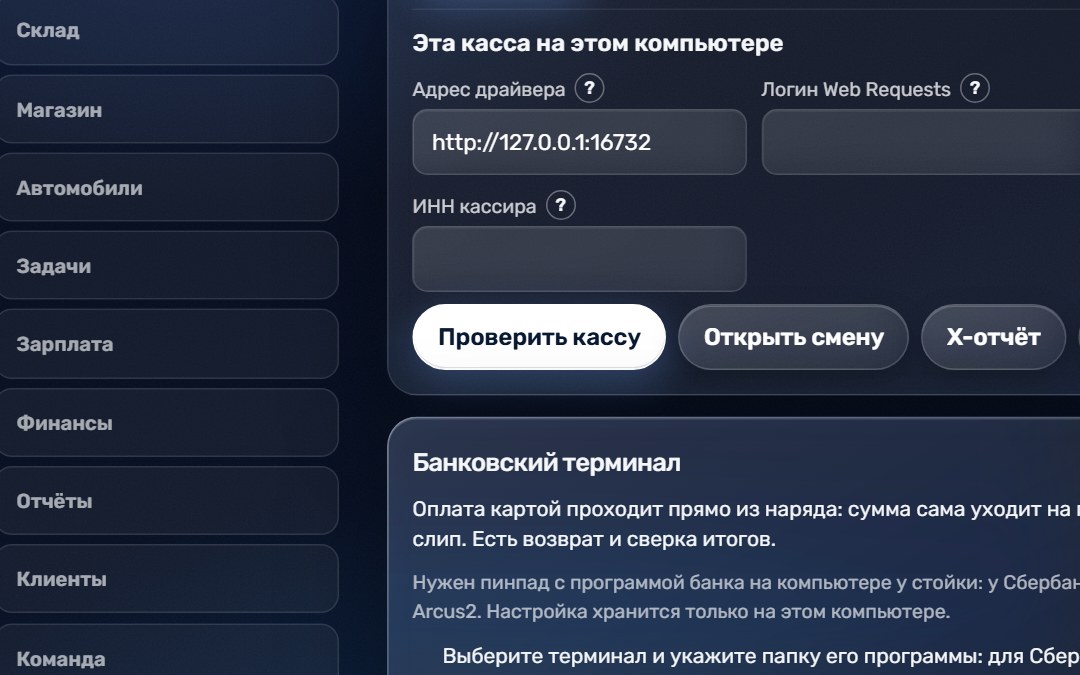 Склад
Магазин
Автомобили
Задачи
Зарплата
Финансы
Отчёты
Клиенты
Команда
Эта касса на этом компьютере
Адрес драйвера ?
Логин Web Requests ?
http://127.0.0.1:16732
ИНН кассира ?
Проверить кассу
Открыть смену
X-отчёт
Банковский терминал
Оплата картой проходит прямо из наряда: сумма сама уходит на
слип. Есть возврат и сверка итогов.
Нужен пинпад с программой банка на компьютере у стойки: у Сбербан
Arcus2. Настройка хранится только на этом компьютере.
Выберите терминал и укажите папку его программы: для Сбер